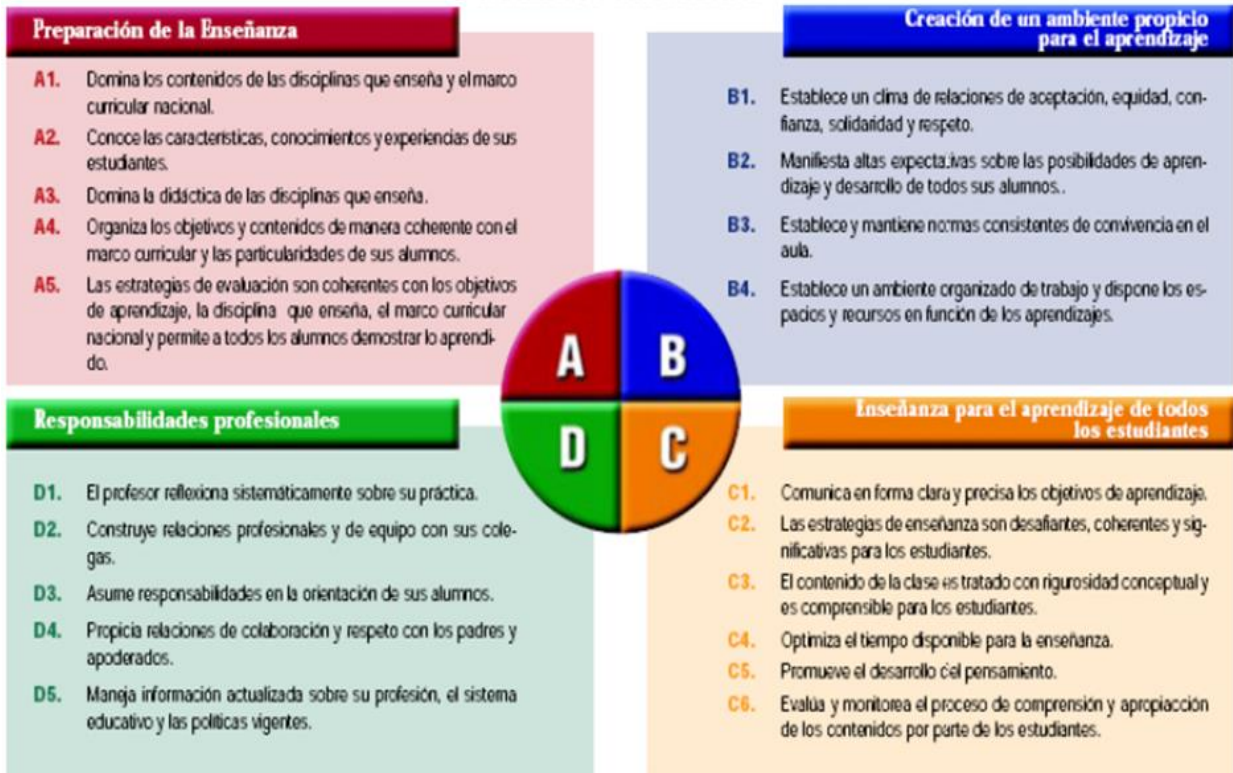 Preparación de la Enseñanza
A1. Domina los contenidos de las disciplinas que enseña y el marco
curricular nacional.
A2. Conoce las características, conocimientos y experiencias de sus
estudiantes.
A3. Domina la didáctica de las disciplinas que enseña.
A4. Organiza los objetivos y contenidos de manera coherente con el
marco curricular y las particularidades de sus alumnos.
A5. Las estrategias de evaluación son coherentes con los objetivos
de aprendizaje, la disciplina que enseña, el marco curricular
nacional y permite a todos los alumnos demostrar lo aprendi-
do.
Creación de un ambiente propicio
para el aprendizaje
B1. Establece un clima de relaciones de aceptación, equidad, con-
fianza, solidaridad y respeto.
B2. Manifiesta altas expectativas sobre las posibilidades de apren-
dizaje y desarrollo de todos sus alumnos..
B3. Establece y mantiene normas consistentes de convivencia en el
aula.
B4. Establece un ambiente organizado de trabajo y dispone los es-
pacios y recursos en función de los aprendizajes.
A B
D C
Responsabilidades profesionales
D1. El profesor reflexiona sistemáticamente sobre su práctica.
D2. Construye relaciones profesionales y de equipo con sus cole-
gas.
D3. Asume responsabilidades en la orientación de sus alumnos.
D4. Propicia relaciones de colaboración y respeto con los padres y
apoderados.
D5. Maneja información actualizada sobre su profesión, el sistema
educativo y las políticas vigentes.
Enseñanza para el aprendizaje de todos
los estudiantes
C1. Comunica en forma clara y precisa los objetivos de aprendizaje.
C2. Las estrategias de enseñanza son desafiantes, coherentes y sig-
nificativas para los estudiantes.
C3. El contenido de la clase es tratado con rigurosidad conceptual y
es comprensible para los estudiantes.
C4. Optimiza el tiempo disponible para la enseñanza.
C5. Promueve el desarrollo del pensamiento.
C6. Evalúa y monitorea el proceso de comprensión y apropiacción
de los contenidos por parte de los estudiantes.